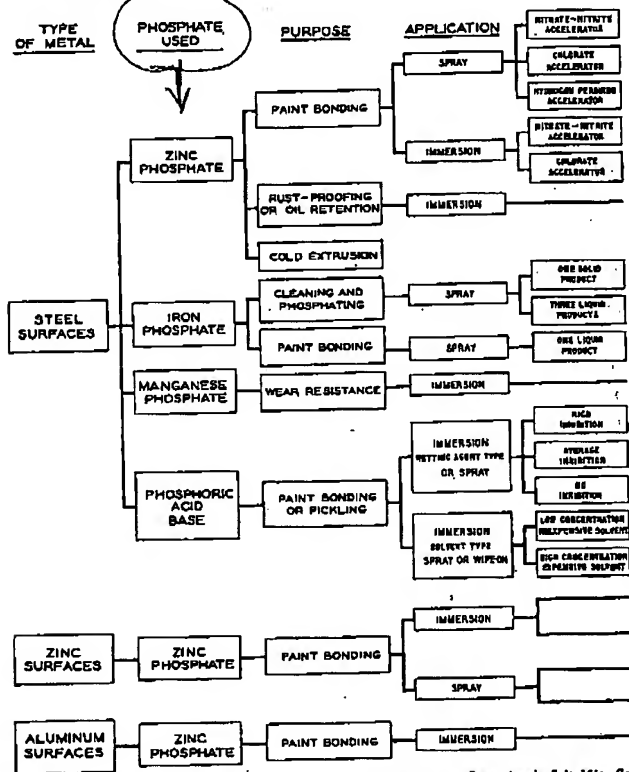 TYPE
OF METAL
PHOSPHATE
USED
PURPOSE
APPLICATION
STEEL
SURFACES
ZINC
PHOSPHATE
PAINT BONDING
SPRAY
NITRATE-NITRITE
ACCELERATOR
CHLORATE
ACCELERATOR
HYDROGEN PEROXIDE
ACCELERATOR
IMMERSION
NITRATE-NITRITE
ACCELERATOR
CHLORATE
ACCELERATOR
RUST-PROOFING
OR OIL RETENTION
IMMERSION
COLD EXTRUSION
IRON
PHOSPHATE
CLEANING AND
PHOSPHATING
SPRAY
ONE SOLID
PRODUCT
THREE LIQUID
PRODUCTS
PAINT BONDING
SPRAY
ONE LIQUID
PRODUCT
MANGANESE
PHOSPHATE
WEAR RESISTANCE
IMMERSION
PHOSPHORIC
ACID
BASE
PAINT BONDING
OR PICKLING
IMMERSION
WETTING AGENT TYPE
OR SPRAY
HIGH
INHIBITION
AVERAGE
INHIBITION
NO
INHIBITION
IMMERSION
SOLVENT TYPE
SPRAY OR WIPE-ON
LOW CONCENTRATION
INEXPENSIVE SOLVENT
HIGH CONCENTRATION
EXPENSIVE SOLVENT
ZINC
SURFACES
ZINC
PHOSPHATE
PAINT BONDING
IMMERSION
SPRAY
ALUMINUM
SURFACES
ZINC
PHOSPHATE
PAINT BONDING
IMMERSION